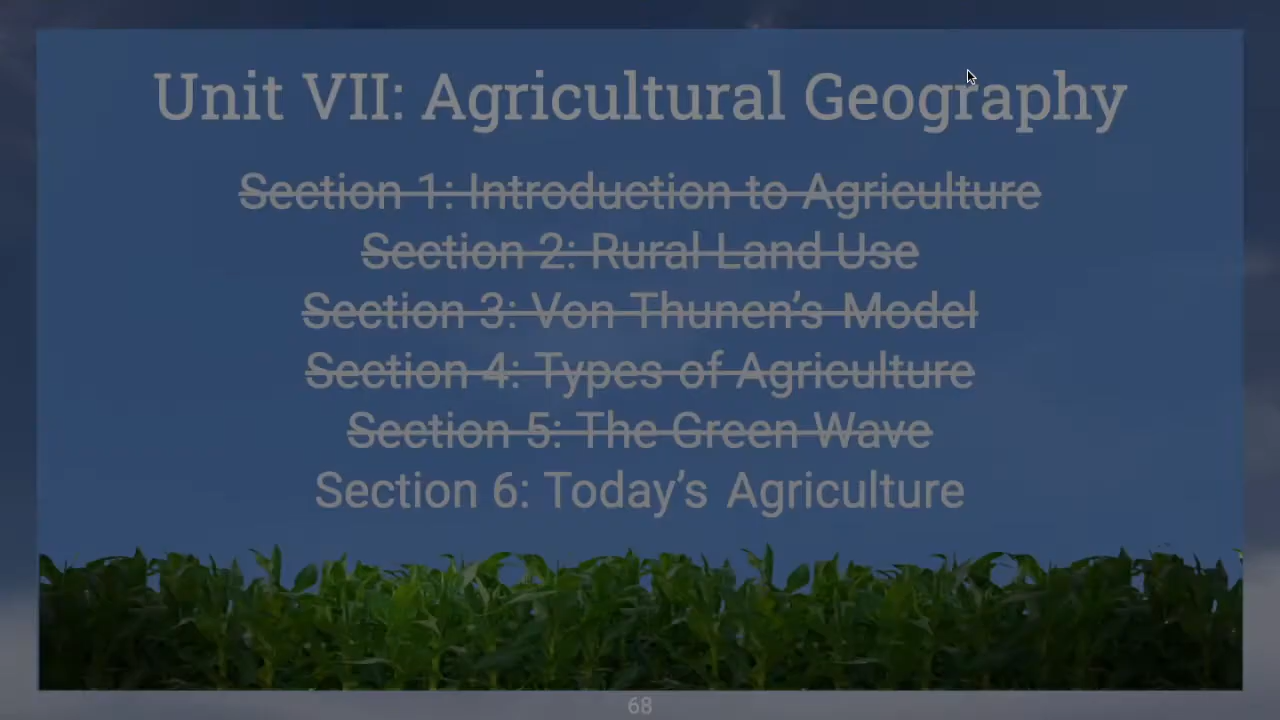 Unit VII: Agricultural Geography
Section 1: Introduction to Agriculture
Section 2: Rural Land Use
Section 3: Von Thunen’s Model
Section 4: Types of Agriculture
Section 5: The Green Wave
Section 6: Today’s Agriculture
68